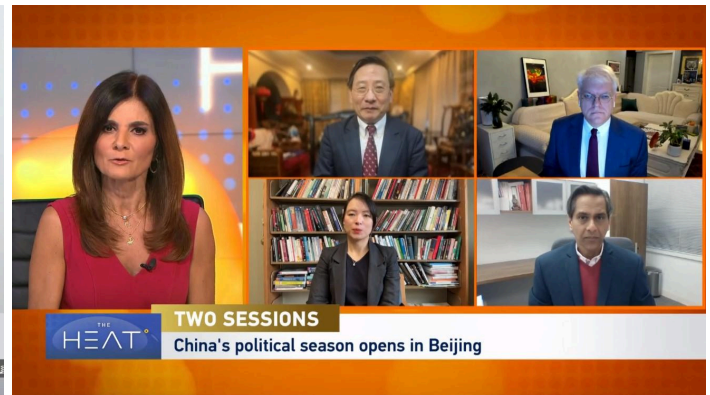 TWO SESSIONS
THE
HEAT
China's political season opens in Beijing